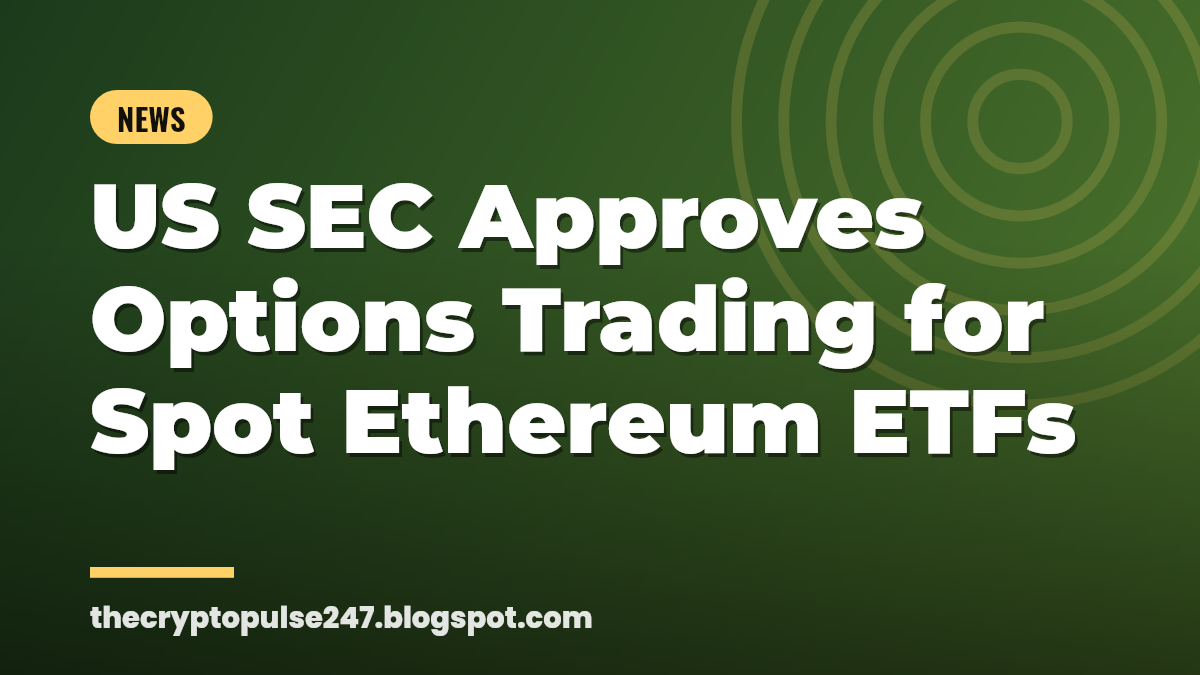 NEWS
US SEC Approves
Options Trading for
Spot Ethereum ETFs
thecryptopulse247.blogspot.com